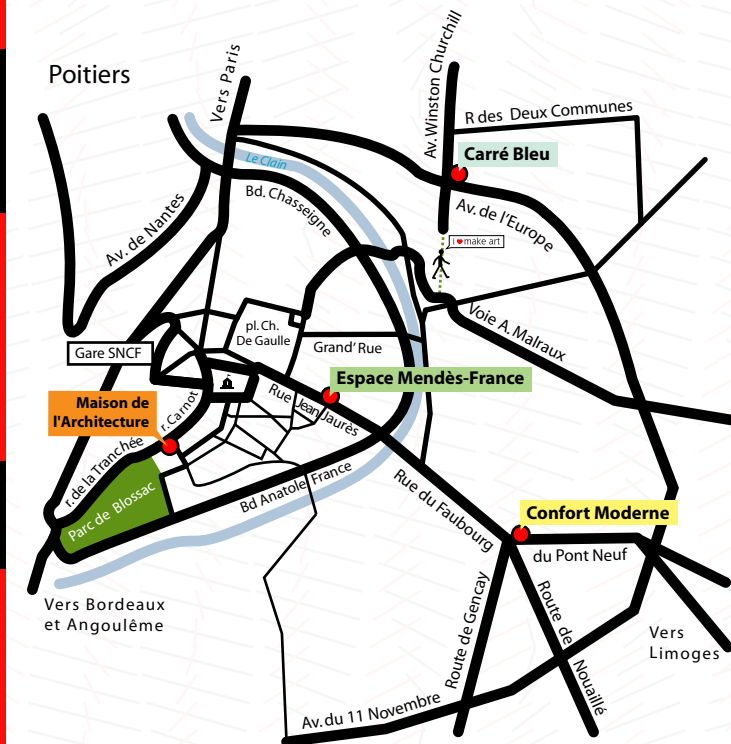 Poitiers
Vers Paris
Av. Winston Churchill
R des Deux Communes
Carré Bleu
Le Clain
Bd. Chasseigne
Av. de Nantes
Av. de l'Europe
I ♥ make art
pl. Ch.
De Gaulle
Voie A. Malraux
Gare SNCF
Grand' Rue
Espace Mendès-France
Maison de
l'Architecture
r. Carnot
Rue Jean Jaurès
r. de la Tranchée
Parc de Blossac
Bd Anatole France
Rue du Faubourg
Confort Moderne
du Pont Neuf
Vers Bordeaux
et Angoulême
Route de Gencay
Route de Nouaillé
Vers
Limoges
Av. du 11 Novembre